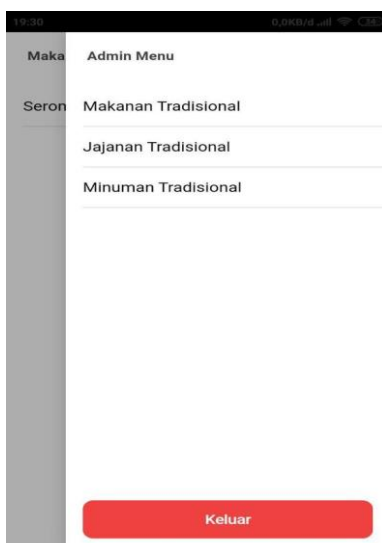 19:30 0,0KB/d
Maka Admin Menu
Seron Makanan Tradisional
Jajanan Tradisional
Minuman Tradisional
Keluar